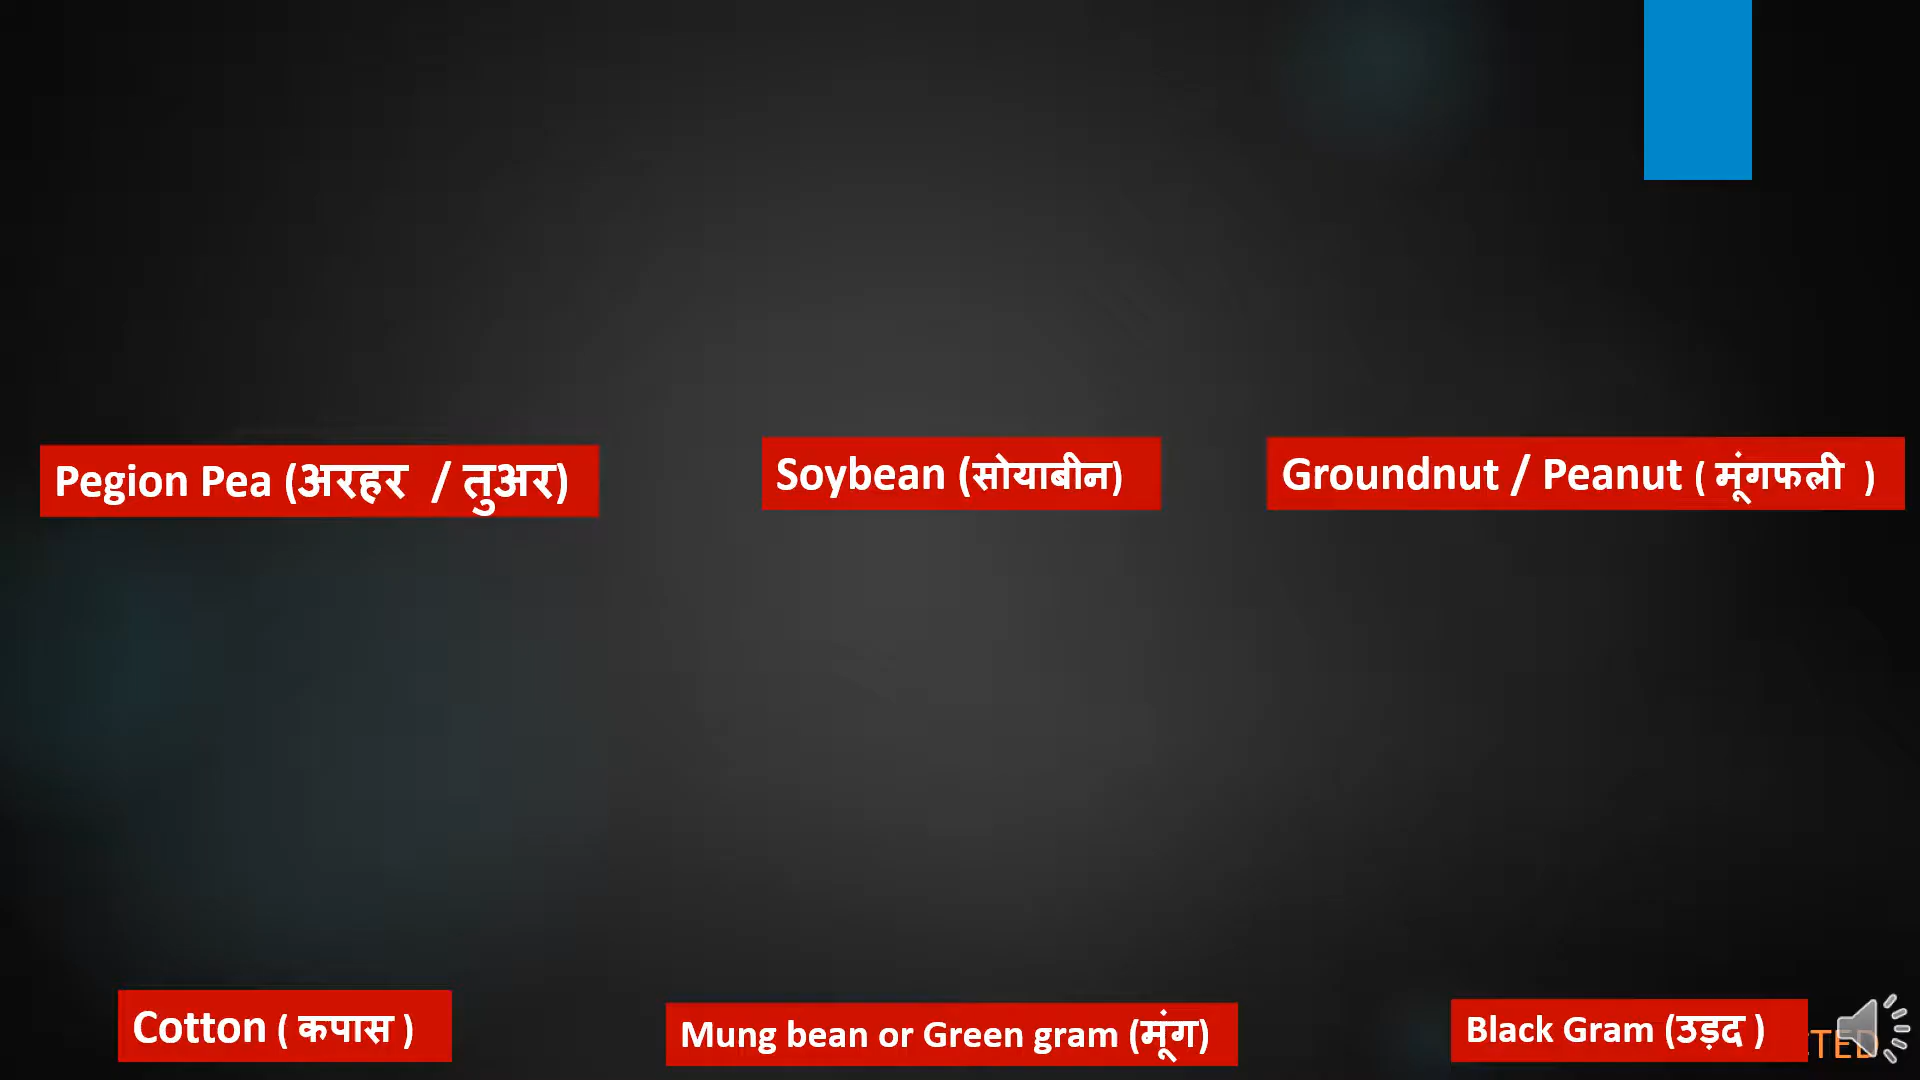 Pegion Pea (अरहर / तुअर)
Soybean (सोयाबीन)
Groundnut / Peanut ( मूंगफली )
Cotton ( कपास )
Mung bean or Green gram (मूंग)
Black Gram (उड़द )